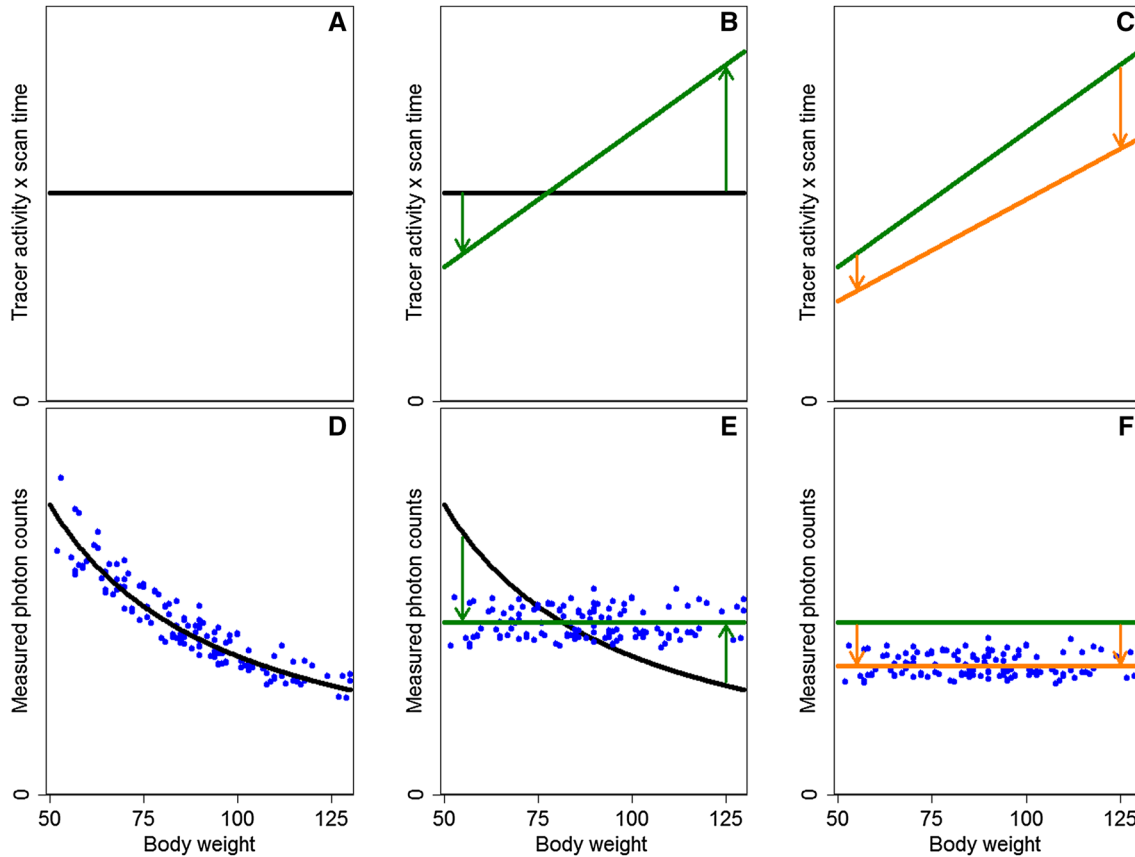 A
B
C
Tracer activity x scan time
Tracer activity x scan time
Tracer activity x scan time
0
0
0
D
E
F
Measured photon counts
Measured photon counts
Measured photon counts
0
0
0
50 75 100 125
50 75 100 125
50 75 100 125
Body weight
Body weight
Body weight